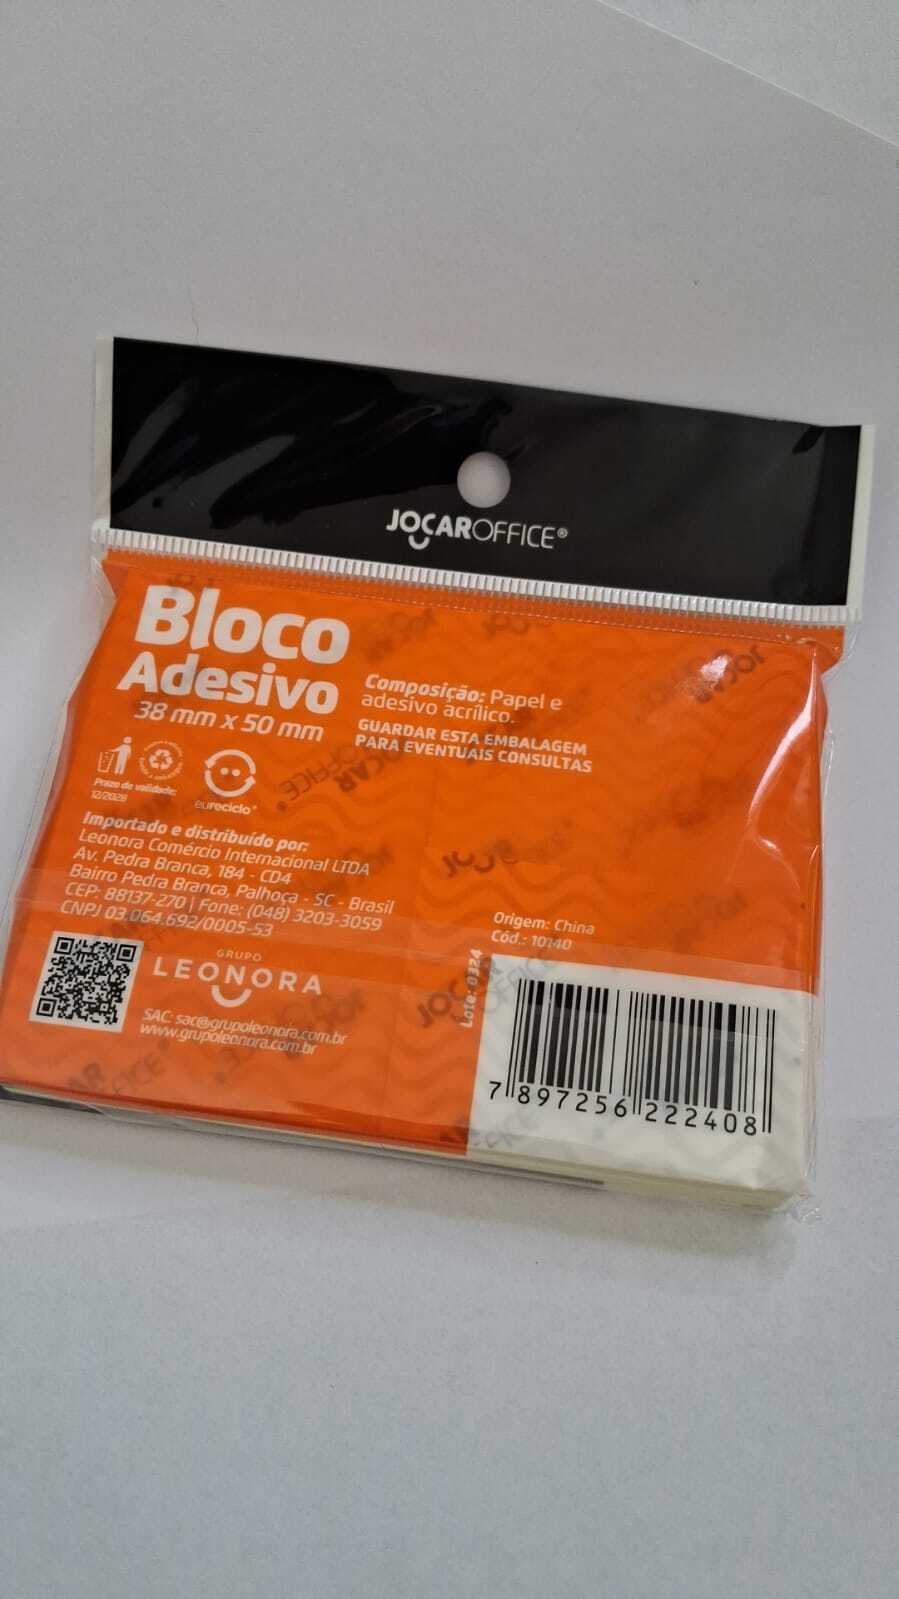 JOCAROFFICE®
Bloco
Adesivo
38 mm x 50 mm
Composição: Papel e
adesivo acrílico.
GUARDAR ESTA EMBALAGEM
PARA EVENTUAIS CONSULTAS
Prazo de validade:
12/2028
eureciclo®
Importado e distribuído por:
Leonora Comércio Internacional LTDA
Av. Pedra Branca, 184 - CD4
Bairro Pedra Branca, Palhoça - SC - Brasil
CEP: 88137-270 | Fone: (048) 3203-3059
CNPJ 03.064.692/0005-53
GRUPO
LEONORA
SAC: sac@grupoleonora.com.br
www.grupoleonora.com.br
Origem: China
Cód.: 10140
Lote: 0324
7 897256 222408